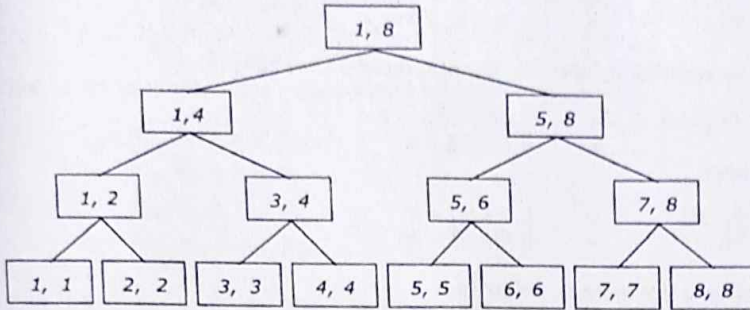 1, 8
1,4 5, 8
1, 2 3, 4 5, 6 7, 8
1, 1 2, 2 3, 3 4, 4 5, 5 6, 6 7, 7 8, 8